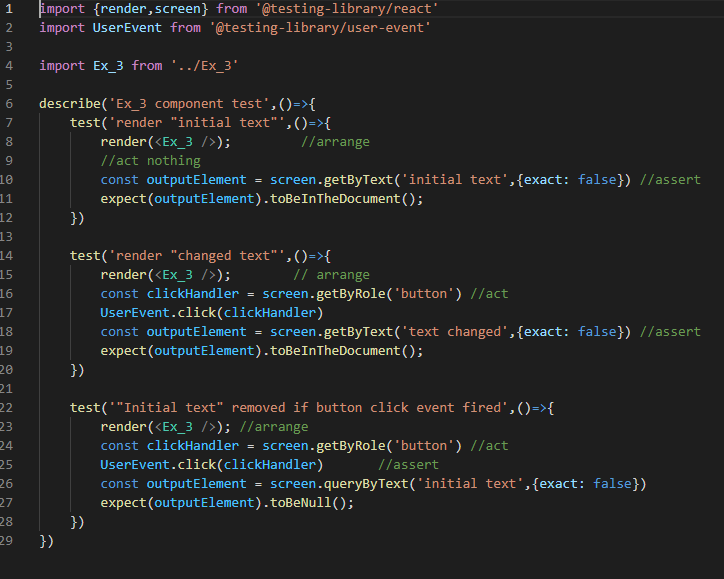 1 import {render,screen} from '@testing-library/react'
2 import UserEvent from '@testing-library/user-event'
3
4 import Ex_3 from '../Ex_3'
5
6 describe('Ex_3 component test',()=>{
7     test('render "initial text"',()=>{
8         render(<Ex_3 />);         //arrange
9         //act nothing
10         const outputElement = screen.getByText('initial text',{exact: false}) //assert
11         expect(outputElement).toBeInTheDocument();
12     })
13
14     test('render "changed text"',()=>{
15         render(<Ex_3 />);        // arrange
16         const clickHandler = screen.getByRole('button') //act
17         UserEvent.click(clickHandler)
18         const outputElement = screen.getByText('text changed',{exact: false}) //assert
19         expect(outputElement).toBeInTheDocument();
20     })
21
22     test('"Initial text" removed if button click event fired',()=>{
23         render(<Ex_3 />); //arrange
24         const clickHandler = screen.getByRole('button') //act
25         UserEvent.click(clickHandler)       //assert
26         const outputElement = screen.queryByText('initial text',{exact: false})
27         expect(outputElement).toBeNull();
28     })
29 })